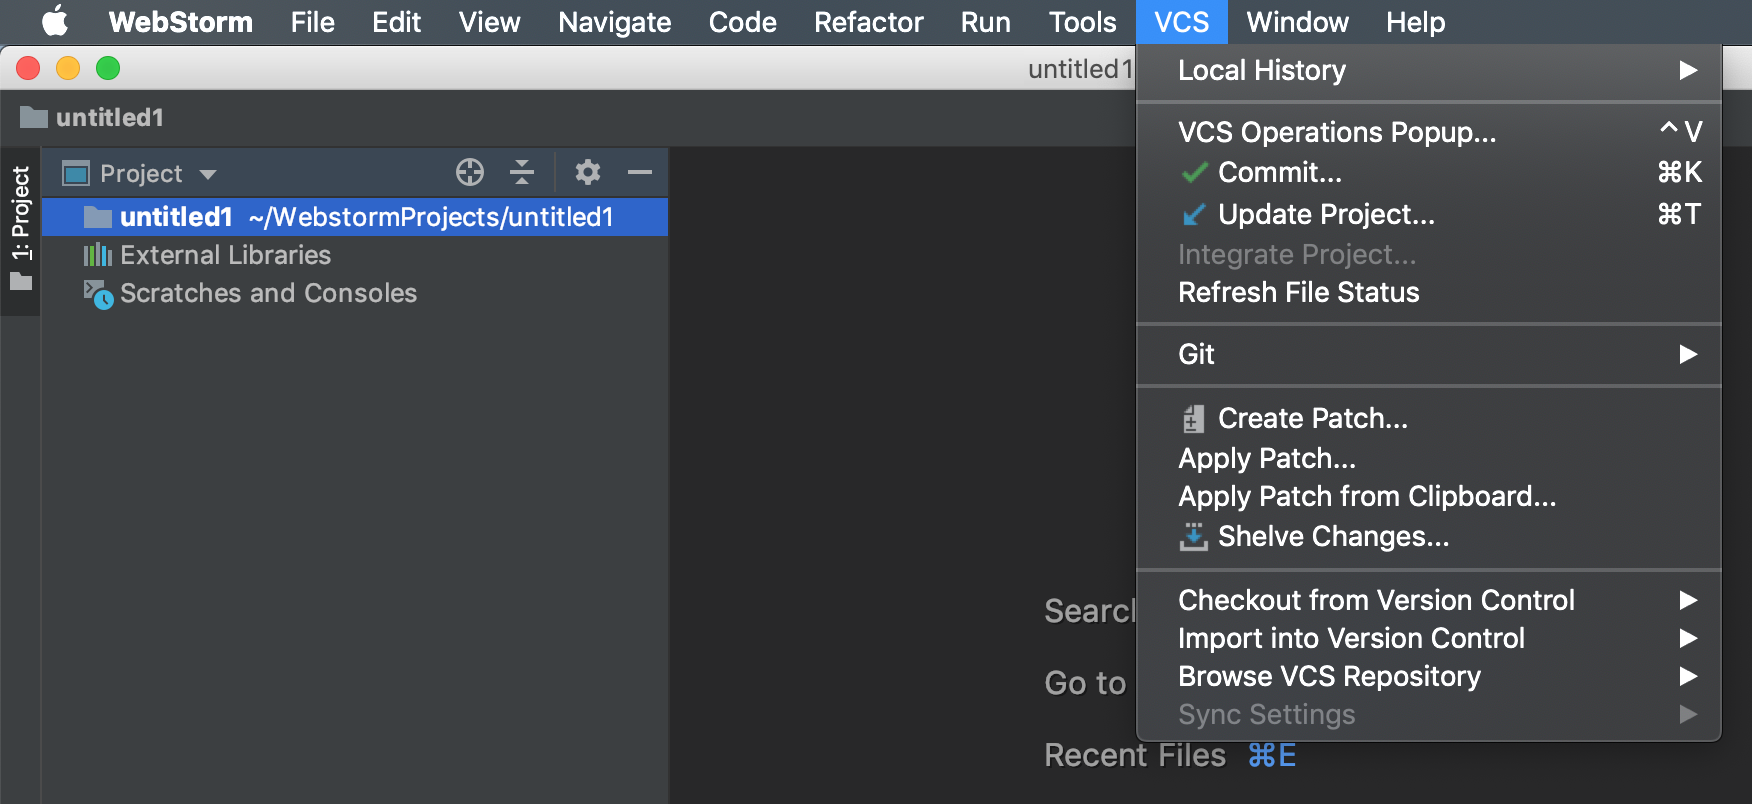 WebStorm File Edit View Navigate Code Refactor Run Tools VCS Window Help
untitled1
untitled1
1: Project
Project
untitled1 ~/WebstormProjects/untitled1
External Libraries
Scratches and Consoles
Local History
VCS Operations Popup... ^V
Commit... ⌘K
Update Project... ⌘T
Integrate Project...
Refresh File Status
Git
Create Patch...
Apply Patch...
Apply Patch from Clipboard...
Shelve Changes...
Checkout from Version Control
Import into Version Control
Browse VCS Repository
Sync Settings
Go to
Recent Files ⌘E